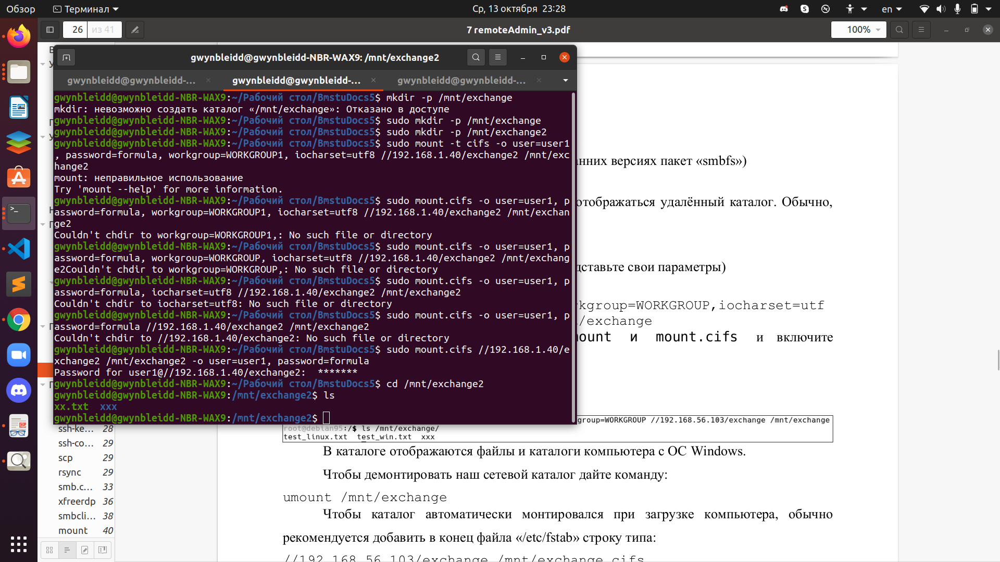 Обзор
Терминал
Ср, 13 октября 23:28
en
26 из 41
7 remoteAdmin_v3.pdf
100%
gwynbleidd@gwynbleidd-NBR-WAX9: /mnt/exchange2
gwynbleidd@gwynbleidd-...
gwynbleidd@gwynbleidd-...
gwynbleidd@gwynbleidd-...
gwynbleidd@gwynbleidd-NBR-WAX9:~/Рабочий стол/BmstuDocs5$ mkdir -p /mnt/exchange
mkdir: невозможно создать каталог «/mnt/exchange»: Отказано в доступе
gwynbleidd@gwynbleidd-NBR-WAX9:~/Рабочий стол/BmstuDocs5$ sudo mkdir -p /mnt/exchange
gwynbleidd@gwynbleidd-NBR-WAX9:~/Рабочий стол/BmstuDocs5$ sudo mkdir -p /mnt/exchange2
gwynbleidd@gwynbleidd-NBR-WAX9:~/Рабочий стол/BmstuDocs5$ sudo mount -t cifs -o user=user1
, password=formula, workgroup=WORKGROUP1, iocharset=utf8 //192.168.1.40/exchange2 /mnt/exc
hange2
mount: неправильное использование
Try 'mount --help' for more information.
gwynbleidd@gwynbleidd-NBR-WAX9:~/Рабочий стол/BmstuDocs5$ sudo mount.cifs -o user=user1, p
assword=formula, workgroup=WORKGROUP1, iocharset=utf8 //192.168.1.40/exchange2 /mnt/exchan
ge2
Couldn't chdir to workgroup=WORKGROUP1,: No such file or directory
gwynbleidd@gwynbleidd-NBR-WAX9:~/Рабочий стол/BmstuDocs5$ sudo mount.cifs -o user=user1, p
assword=formula, workgroup=WORKGROUP, iocharset=utf8 //192.168.1.40/exchange2 /mnt/exchang
e2Couldn't chdir to workgroup=WORKGROUP,: No such file or directory
gwynbleidd@gwynbleidd-NBR-WAX9:~/Рабочий стол/BmstuDocs5$ sudo mount.cifs -o user=user1, p
assword=formula, iocharset=utf8 //192.168.1.40/exchange2 /mnt/exchange2
Couldn't chdir to iocharset=utf8: No such file or directory
gwynbleidd@gwynbleidd-NBR-WAX9:~/Рабочий стол/BmstuDocs5$ sudo mount.cifs -o user=user1, p
assword=formula //192.168.1.40/exchange2 /mnt/exchange2
Couldn't chdir to //192.168.1.40/exchange2: No such file or directory
gwynbleidd@gwynbleidd-NBR-WAX9:~/Рабочий стол/BmstuDocs5$ sudo mount.cifs //192.168.1.40/e
xchange2 /mnt/exchange2 -o user=user1, password=formula
Password for user1@//192.168.1.40/exchange2:  *******
gwynbleidd@gwynbleidd-NBR-WAX9:~/Рабочий стол/BmstuDocs5$ cd /mnt/exchange2
gwynbleidd@gwynbleidd-NBR-WAX9:/mnt/exchange2$ ls
xx.txt  xxx
gwynbleidd@gwynbleidd-NBR-WAX9:/mnt/exchange2$
нних версиях пакет «smbfs»)
отображаться удалённый каталог. Обычно,
дставьте свои параметры)
kgroup=WORKGROUP,iocharset=utf
/exchange
mount и mount.cifs и включите
group=WORKGROUP //192.168.56.103/exchange /mnt/exchange
root@debian95:/$ ls /mnt/exchange/
test_linux.txt  test_win.txt  xxx
В каталоге отображаются файлы и каталоги компьютера с ОС Windows.
Чтобы демонтировать наш сетевой каталог дайте команду:
umount /mnt/exchange
Чтобы каталог автоматически монтировался при загрузке компьютера, обычно
рекомендуется добавить в конец файла «/etc/fstab» строку типа:
//192.168.56.103/exchange /mnt/exchange cifs
ssh-ke... 28
ssh-co... 29
scp 29
rsync 29
smb.c... 33
xfreerdp 36
smbcli... 38
mount 40